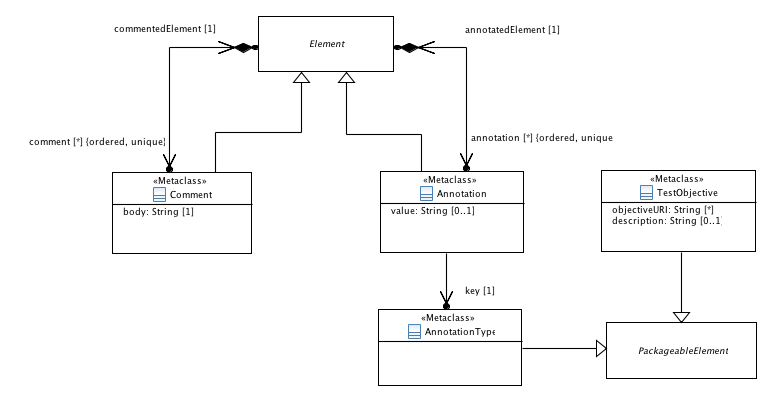 commentedElement [1]
annotatedElement [1]
Element
comment [*] {ordered, unique}
annotation [*] {ordered, unique
«Metaclass»
Comment
body: String [1]
«Metaclass»
Annotation
value: String [0..1]
«Metaclass»
TestObjective
objectiveURI: String [*]
description: String [0..1]
key [1]
«Metaclass»
AnnotationType
PackageableElement